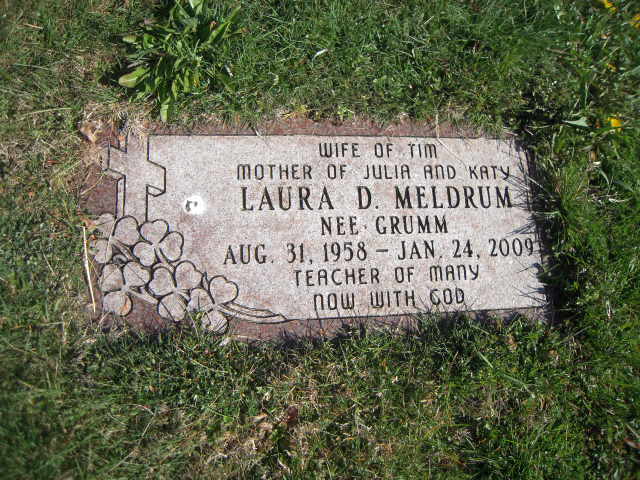 WIFE OF TIM
MOTHER OF JULIA AND KATY
LAURA D. MELDRUM
NEE GRUMM
AUG. 31, 1958 - JAN. 24, 2009
TEACHER OF MANY
NOW WITH GOD